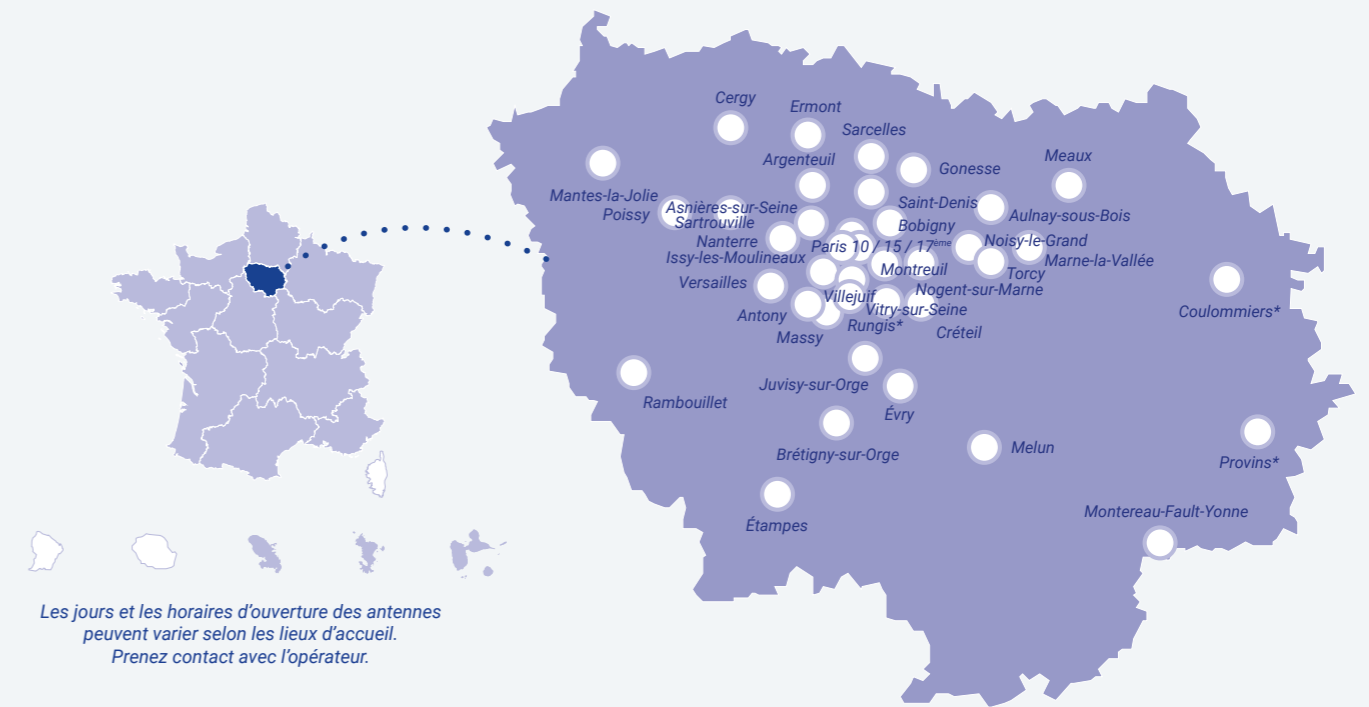 Cergy
Ermont
Sarcelles
Argenteuil
Gonesse
Meaux
Mantes-la-Jolie
Poissy
Asnières-sur-Seine
Sartrouville
Saint-Denis
Aulnay-sous-Bois
Bobigny
Nanterre
Paris 10 / 15 / 17ème
Noisy-le-Grand
Issy-les-Moulineaux
Marne-la-Vallée
Montreuil
Torcy
Versailles
Nogent-sur-Marne
Villejuif
Vitry-sur-Seine
Coulommiers*
Antony
Rungis*
Créteil
Massy
Juvisy-sur-Orge
Rambouillet
Évry
Brétigny-sur-Orge
Melun
Provins*
Montereau-Fault-Yonne
Étampes
Les jours et les horaires d’ouverture des antennes
peuvent varier selon les lieux d’accueil.
Prenez contact avec l’opérateur.